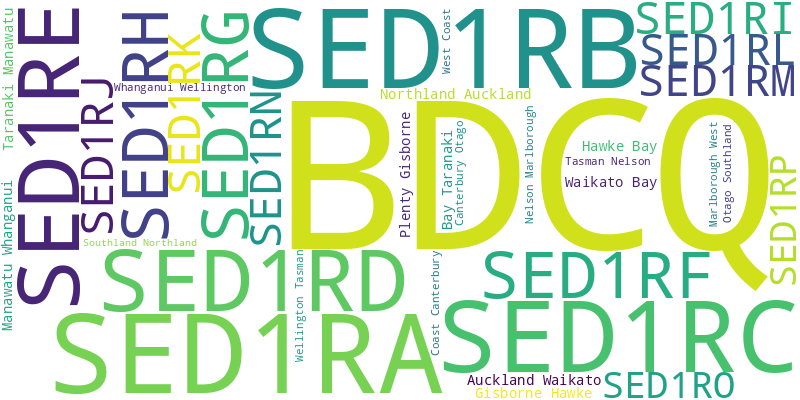 SED1RE
SED1RJ
SED1RH
SED1RK
SED1RG
SED1RN
SED1RB
SED1RI
SED1RL
SED1RM
Taranaki Manawatu
Manawatu Whanganui
Whanganui Wellington
West Coast
Northland Auckland
BDCQ
Plenty Gisborne
Bay Taranaki
Canterbury Otago
Nelson Marlborough
Hawke Bay
Tasman Nelson
Waikato Bay
Marlborough West
Otago Southland
SED1RP
Southland Northland
SED1RD
Wellington Tasman
Coast Canterbury
SED1RF
SED1RA
SED1RC
Auckland Waikato
Gisborne Hawke
SED1RO